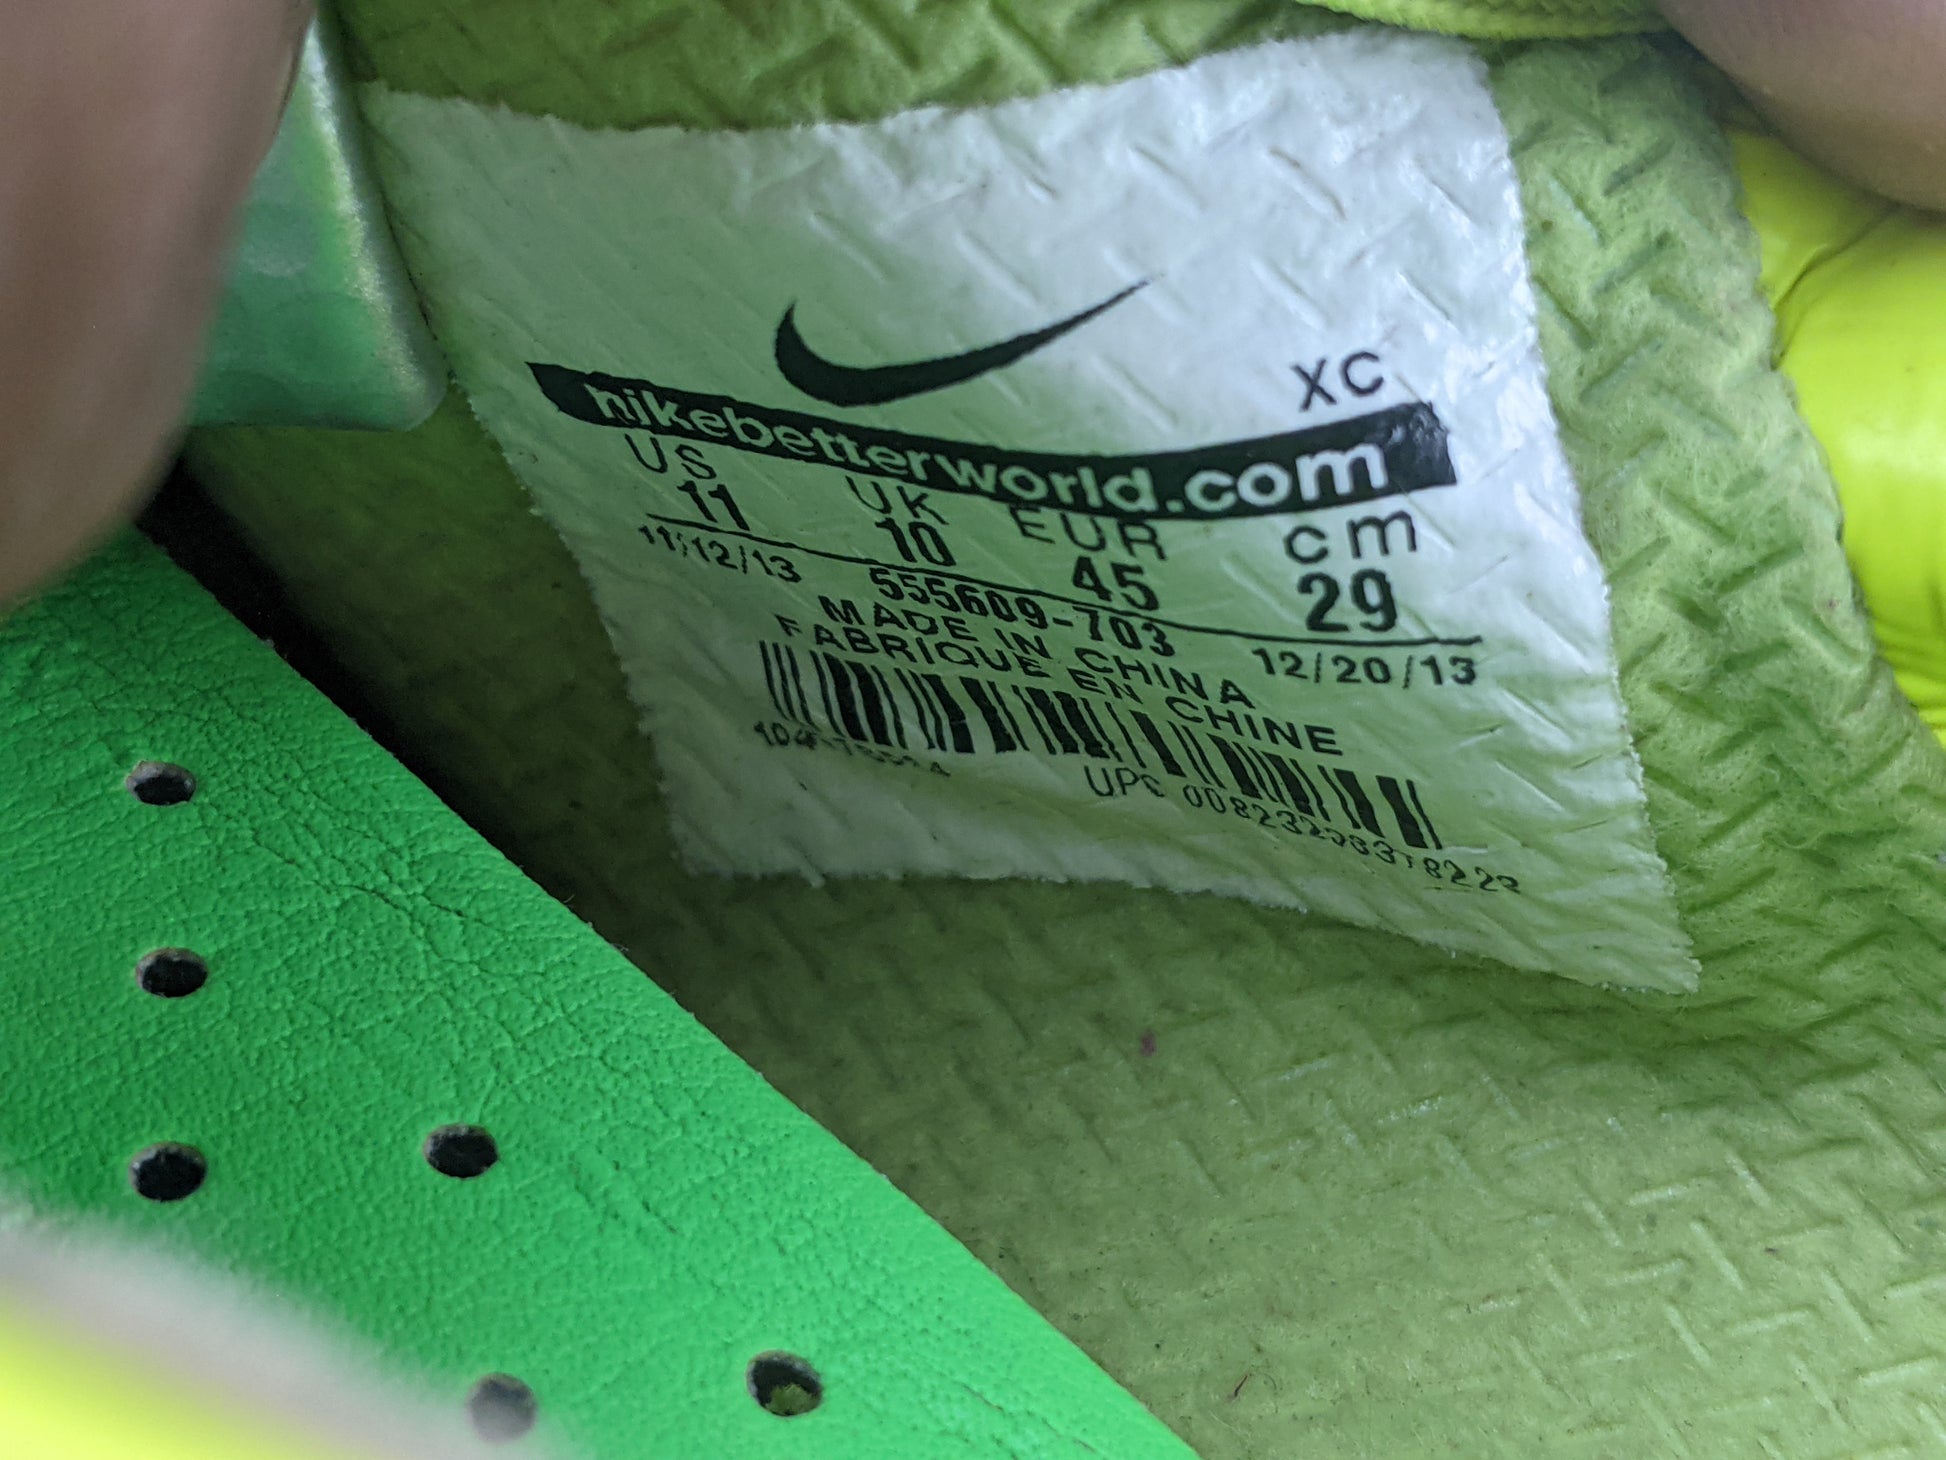 XC
nikebetterworld.com
US UK EUR cm
11 10 45 29
11/12/13 555609-703 12/20/13
MADE IN CHINA
FABRIQUE EN CHINE
UPC